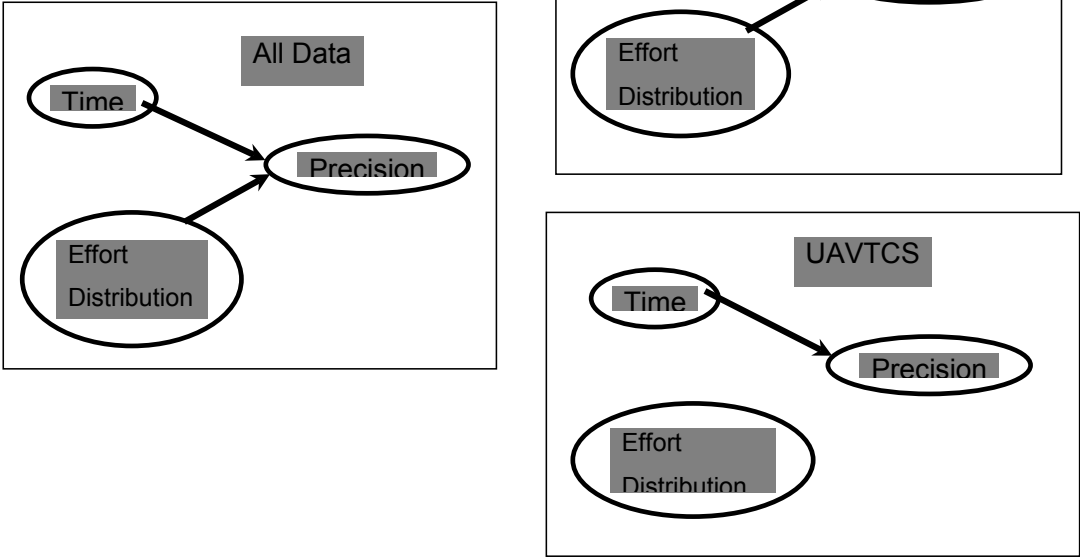 All Data
Time
Precision
Effort
Distribution
Effort
Distribution
UAVTCS
Time
Precision
Effort
Distribution